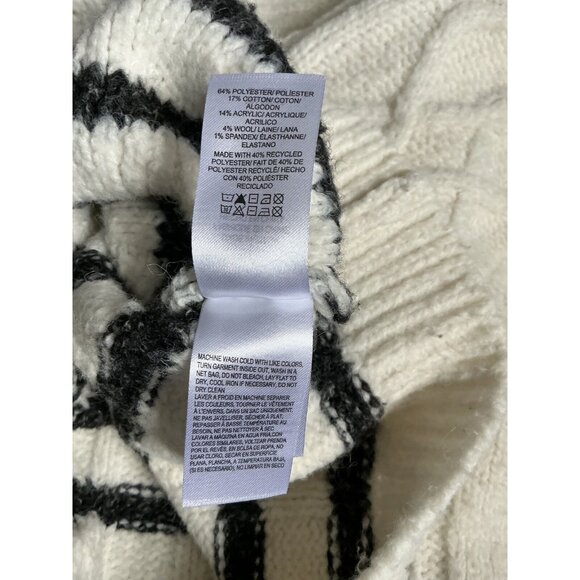 64% POLYESTER/ POLIESTER
17% COTTON/ COTON/
ALGODON
14% ACRYLIC/ ACRYLIQUE/
ACRILICO
4% WOOL/ LAINE/ LANA
1% SPANDEX/ ÉLASTHANNE/
ELASTANO
MADE WITH 40% RECYCLED
POLYESTER/ FAIT DE 40% DE
POLYESTER RECYCLÉ/ HECHO
CON 40% POLIÉSTER
RECICLADO
MACHINE WASH COLD WITH LIKE COLORS,
TURN GARMENT INSIDE OUT, WASH IN A
NET BAG, DO NOT BLEACH, LAY FLAT TO
DRY, COOL IRON IF NECESSARY, DO NOT
DRY CLEAN
LAVER A FROID EN MACHINE SEPARER
LES COULEURS, TOURNER LE VÊTEMENT
À L'ENVERS, DANS UN SAC UNIQUEMENT,
NE PAS JAVELLISER, SÉCHER À PLAT,
REPASSER À BASSE TEMPÉRATURE AU
BESOIN, NE PAS NETTOYER À SEC
LAVAR A MÁQUINA EN AGUA FRIA,CON
COLORES SIMILARES, VOLTEAR PRENDA
POR EL REVÉS, EN BOLSA DE ROPA, NO
USAR CLORO, SECAR EN SUPERFICIE
PLANA, PLANCHA, A TEMPERATURA BAJA,
(SI ES NECESARIO), NO LIMPIAR EN SECO